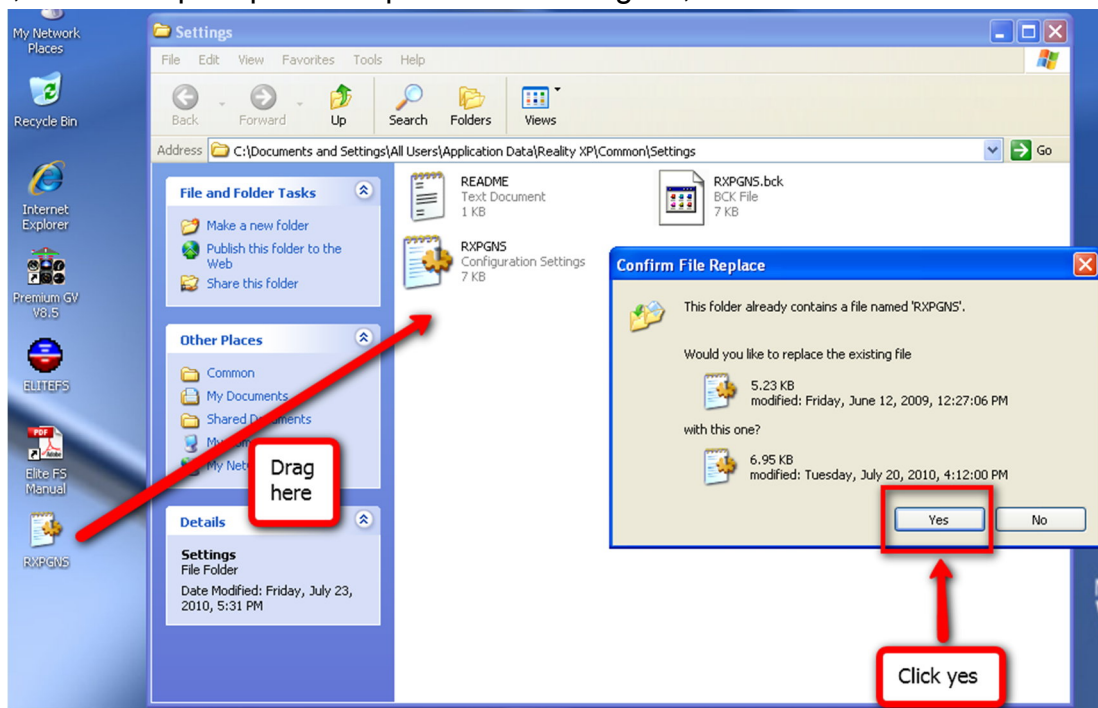 My Network
Places
Recycle Bin
Internet
Explorer
Premium GV
V8.5
ELITEFS
PDF
Adobe
Elite FS
Manual
RXPGNS
Settings
File Edit View Favorites Tools Help
Back Forward Up Search Folders Views
Address C:\Documents and Settings\All Users\Application Data\Reality XP\Common\Settings Go
File and Folder Tasks
Make a new folder
Publish this folder to the
Web
Share this folder
Other Places
Common
My Documents
Shared Documents
My
My Net
Details
Settings
File Folder
Date Modified: Friday, July 23,
2010, 5:31 PM
README
Text Document
1 KB
RXPGNS.bck
BCK File
7 KB
RXPGNS
Configuration Settings
7 KB
Drag
here
Confirm File Replace
This folder already contains a file named 'RXPGNS'.
Would you like to replace the existing file
5.23 KB
modified: Friday, June 12, 2009, 12:27:06 PM
with this one?
6.95 KB
modified: Tuesday, July 20, 2010, 4:12:00 PM
Yes No
Click yes